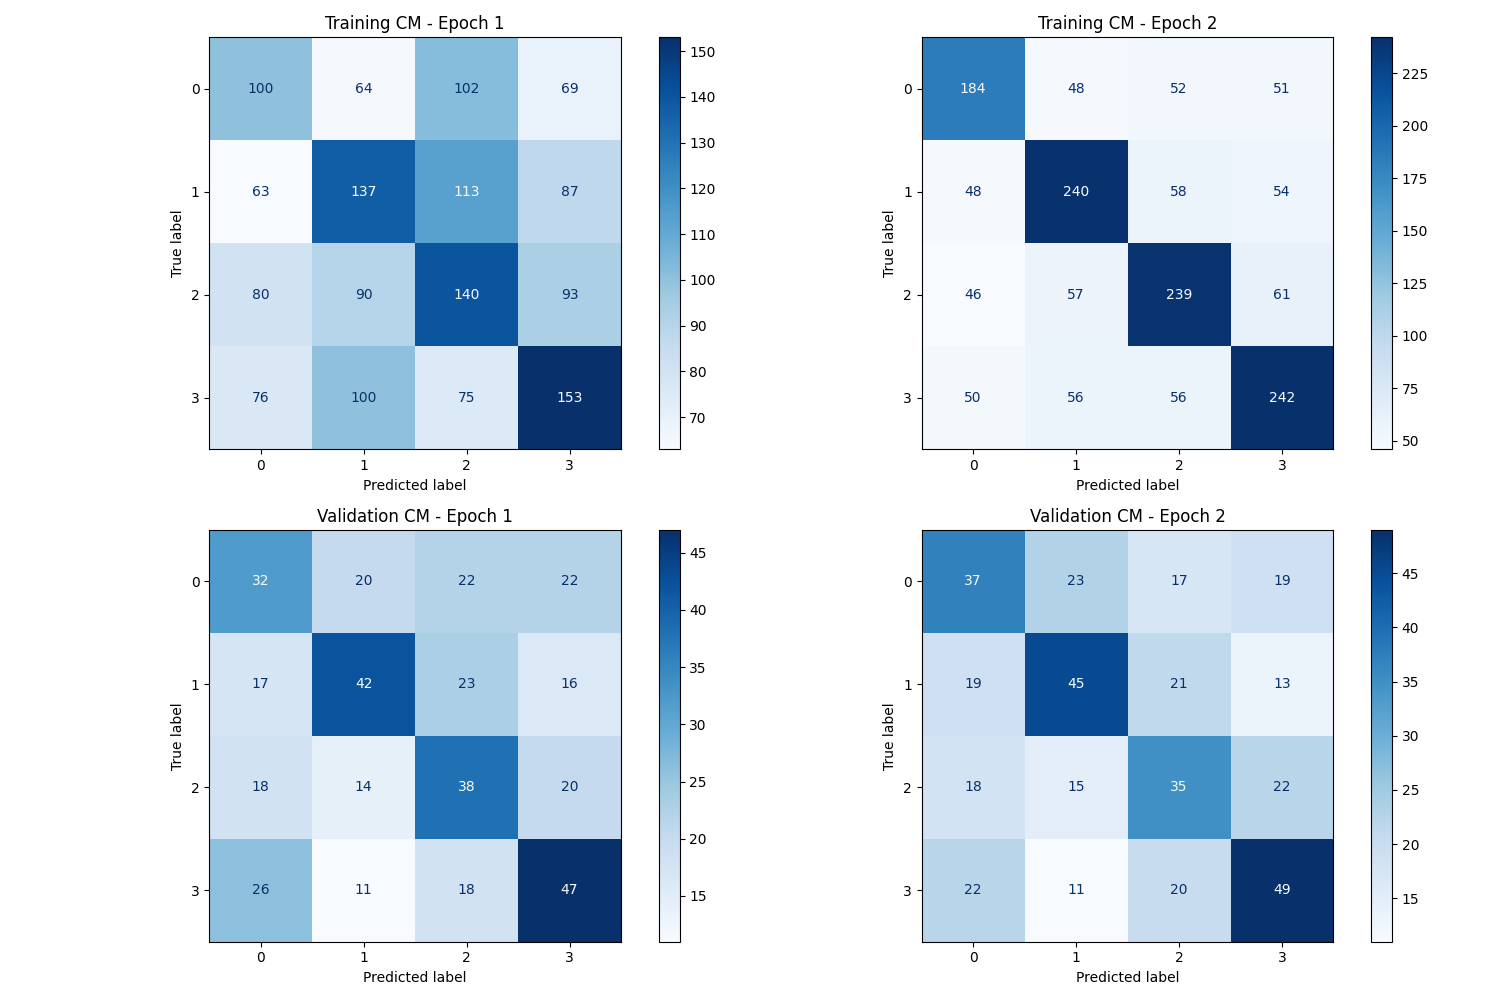 Training CM - Epoch 1
0 100 64 102 69
1 63 137 113 87
2 80 90 140 93
3 76 100 75 153
0 1 2 3
Predicted label
True label
150
140
130
120
110
100
90
80
70
Training CM - Epoch 2
0 184 48 52 51
1 48 240 58 54
2 46 57 239 61
3 50 56 56 242
0 1 2 3
Predicted label
True label
225
200
175
150
125
100
75
50
Validation CM - Epoch 1
0 32 20 22 22
1 17 42 23 16
2 18 14 38 20
3 26 11 18 47
0 1 2 3
Predicted label
True label
45
40
35
30
25
20
15
Validation CM - Epoch 2
0 37 23 17 19
1 19 45 21 13
2 18 15 35 22
3 22 11 20 49
0 1 2 3
Predicted label
True label
45
40
35
30
25
20
15